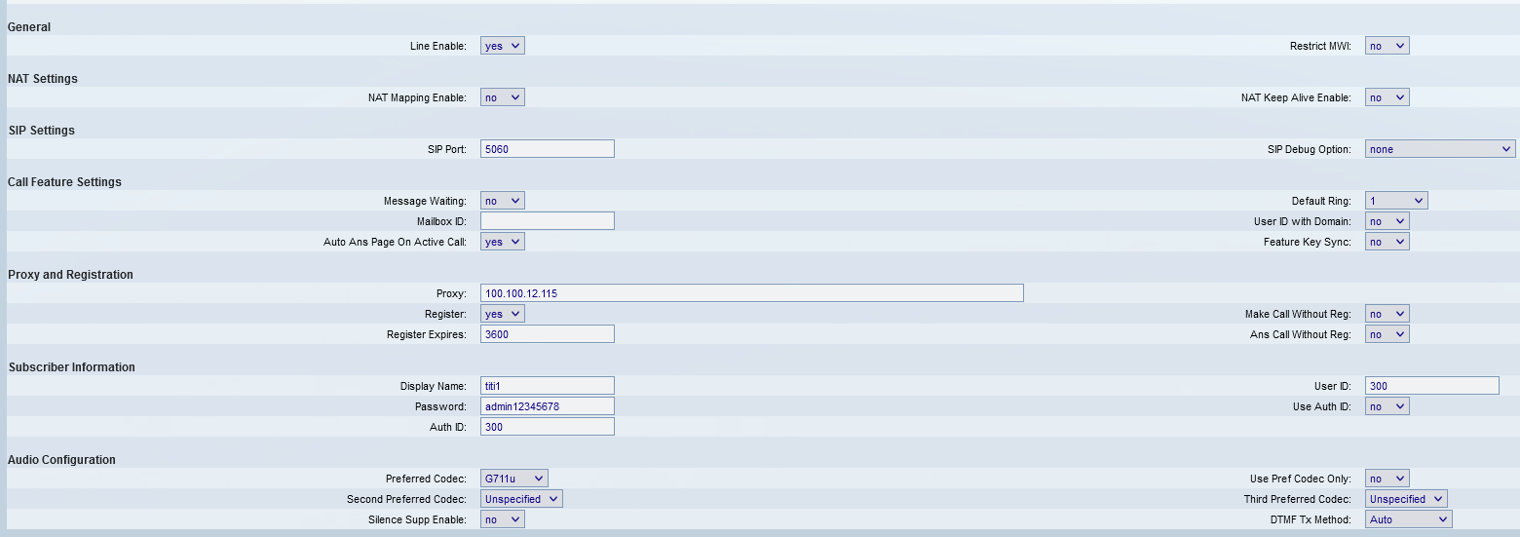 General
Line Enable: yes Restrict MWI: no
NAT Settings
NAT Mapping Enable: no NAT Keep Alive Enable: no
SIP Settings
SIP Port: 5060 SIP Debug Option: none
Call Feature Settings
Message Waiting: no Default Ring: 1
Mailbox ID: User ID with Domain: no
Auto Ans Page On Active Call: yes Feature Key Sync: no
Proxy and Registration
Proxy: 100.100.12.115
Register: yes Make Call Without Reg: no
Register Expires: 3600 Ans Call Without Reg: no
Subscriber Information
Display Name: titi1 User ID: 300
Password: admin12345678 Use Auth ID: no
Auth ID: 300
Audio Configuration
Preferred Codec: G711u Use Pref Codec Only: no
Second Preferred Codec: Unspecified Third Preferred Codec: Unspecified
Silence Supp Enable: no DTMF Tx Method: Auto